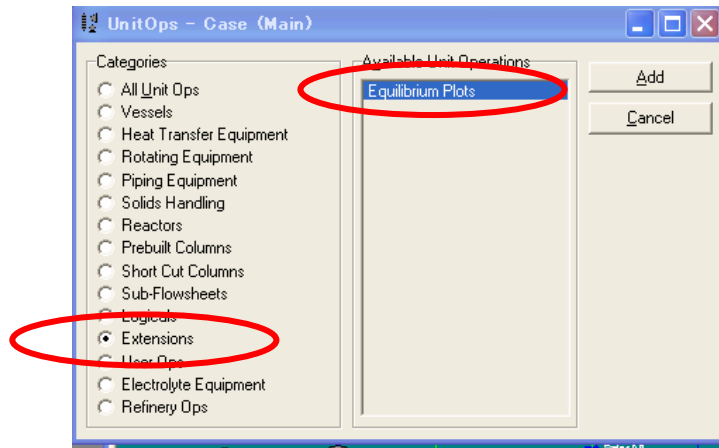 UnitOps - Case (Main)
Categories
All Unit Ops
Vessels
Heat Transfer Equipment
Rotating Equipment
Piping Equipment
Solids Handling
Reactors
Prebuilt Columns
Short Cut Columns
Sub-Flowsheets
Logicals
Extensions
User Ops
Electrolyte Equipment
Refinery Ops
Available Unit Operations
Equilibrium Plots
Add
Cancel